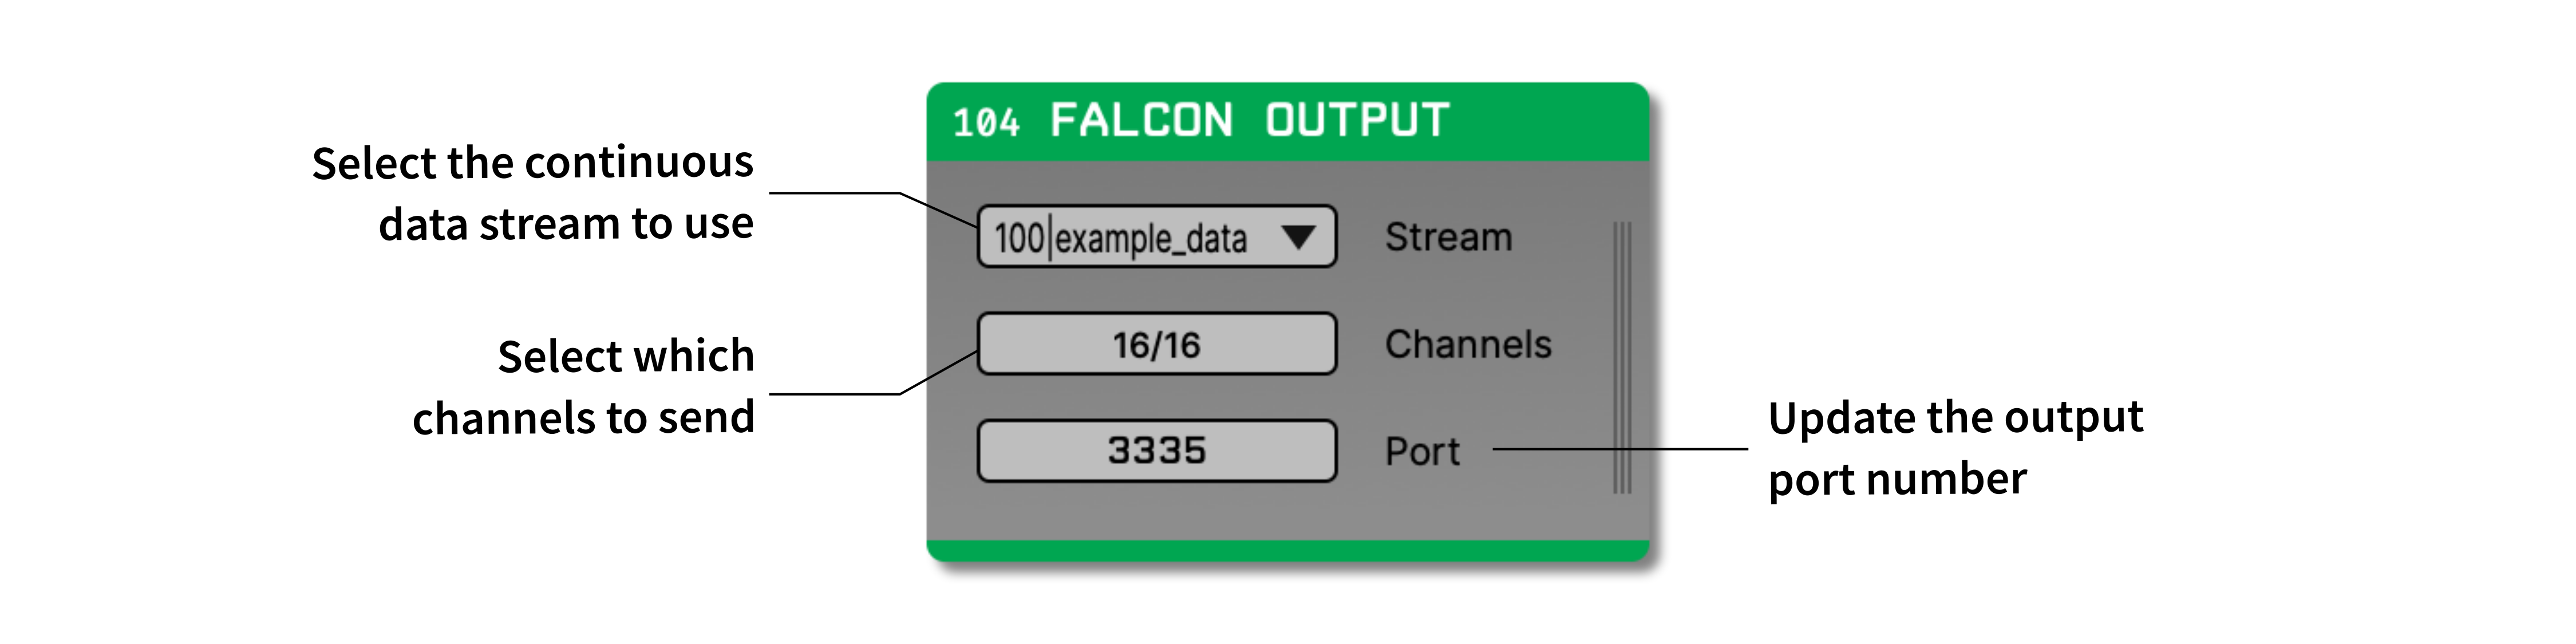 104 FALCON OUTPUT
Select the continuous
data stream to use
100|example_data
Stream
Select which
channels to send
16/16
Channels
3335
Port
Update the output
port number